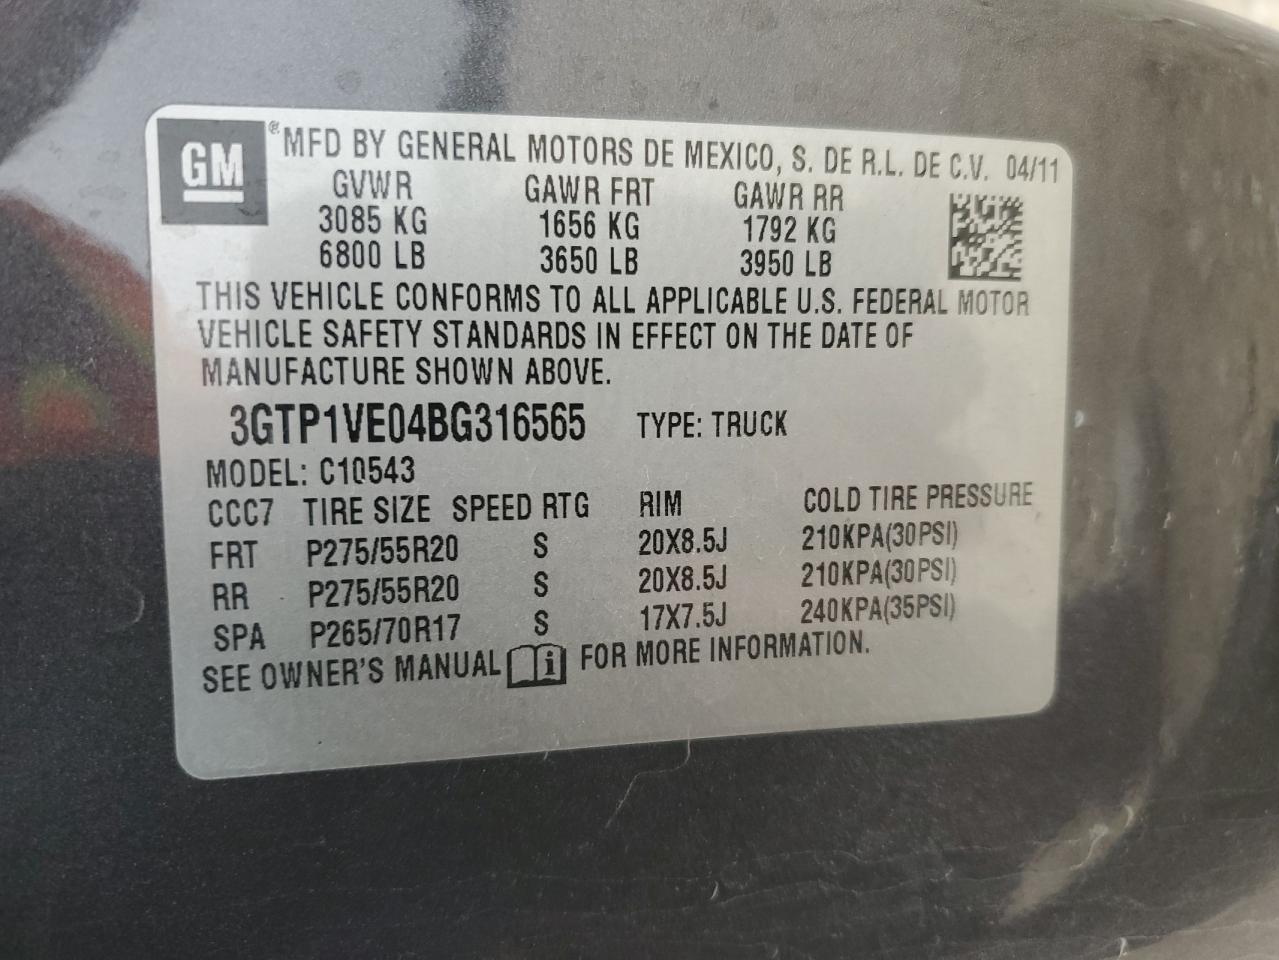 GM ® MFD BY GENERAL MOTORS DE MEXICO, S. DE R.L. DE C.V. 04/11
GVWR GAWR FRT GAWR RR
3085 KG 1656 KG 1792 KG
6800 LB 3650 LB 3950 LB
THIS VEHICLE CONFORMS TO ALL APPLICABLE U.S. FEDERAL MOTOR
VEHICLE SAFETY STANDARDS IN EFFECT ON THE DATE OF
MANUFACTURE SHOWN ABOVE.
3GTP1VE04BG316565 TYPE: TRUCK
MODEL: C10543
CCC7 TIRE SIZE SPEED RTG RIM COLD TIRE PRESSURE
FRT P275/55R20 S 20X8.5J 210KPA(30PSI)
RR P275/55R20 S 20X8.5J 210KPA(30PSI)
SPA P265/70R17 S 17X7.5J 240KPA(35PSI)
SEE OWNER'S MANUAL i FOR MORE INFORMATION.